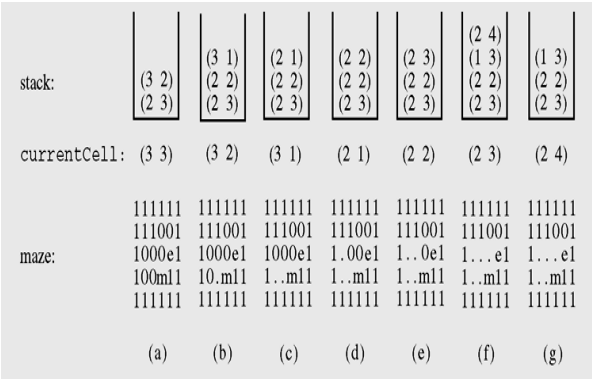 (2 4)
(3 1) (2 1) (2 2) (2 3) (1 3) (1 3)
stack: (3 2) (2 2) (2 2) (2 2) (2 2) (2 2) (2 2)
(2 3) (2 3) (2 3) (2 3) (2 3) (2 3) (2 3)
currentCell: (3 3) (3 2) (3 1) (2 1) (2 2) (2 3) (2 4)
111111 111111 111111 111111 111111 111111 111111
111001 111001 111001 111001 111001 111001 111001
maze: 1000e1 1000e1 1000e1 1.00e1 1..0e1 1...e1 1...e1
100m11 10.m11 1..m11 1..m11 1..m11 1..m11 1..m11
111111 111111 111111 111111 111111 111111 111111
(a) (b) (c) (d) (e) (f) (g)